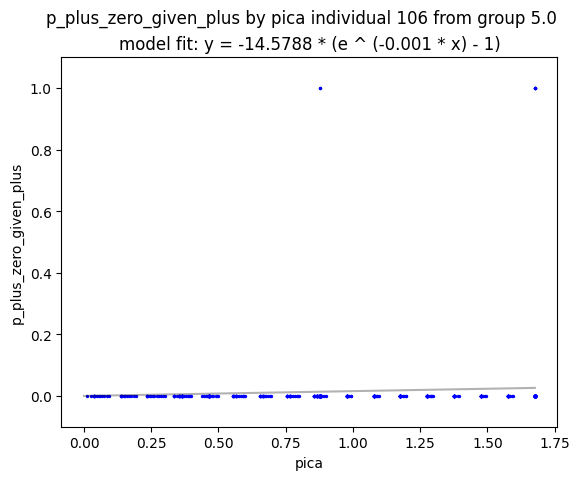 p_plus_zero_given_plus by pica individual 106 from group 5.0
model fit: y = -14.5788 * (e ^ (-0.001 * x) - 1)
1.0
0.8
0.6
0.4
0.2
0.0
p_plus_zero_given_plus
0.00 0.25 0.50 0.75 1.00 1.25 1.50 1.75
pica